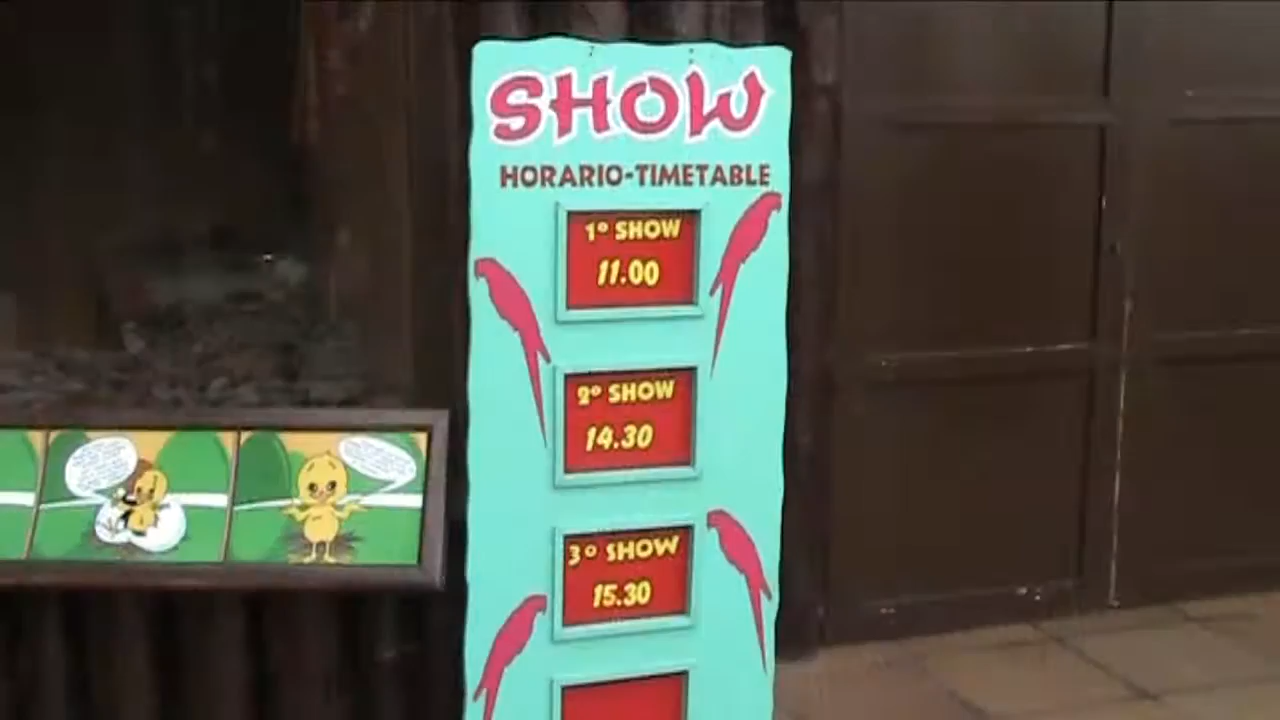 SHOW
HORARIO-TIMETABLE
1º SHOW
11.00
2º SHOW
14.30
3º SHOW
15.30